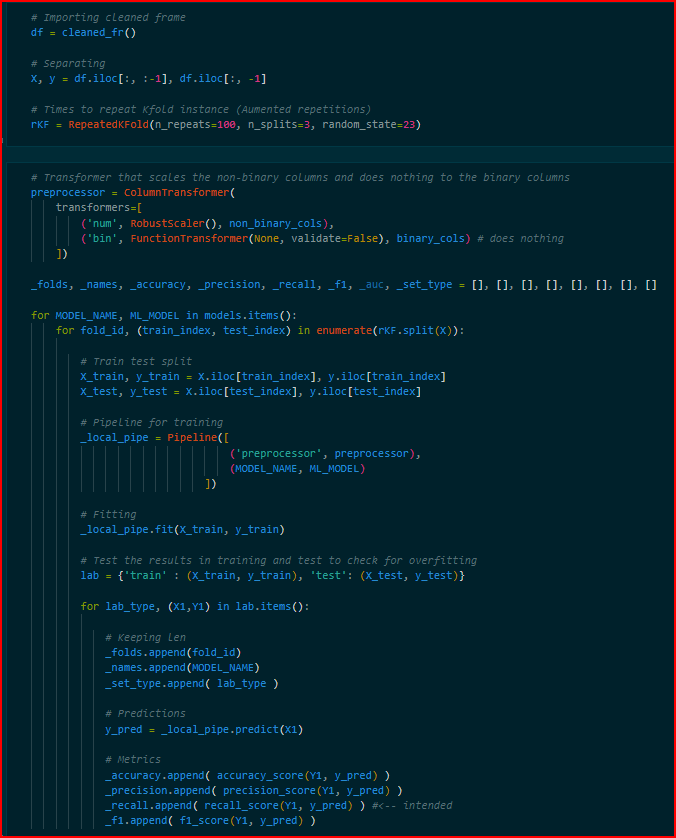 # Importing cleaned frame
df = cleaned_fr()
# Separating
X, y = df.iloc[:, :-1], df.iloc[:, -1]
# Times to repeat Kfold instance (Aumented repetitions)
rKF = RepeatedKFold(n_repeats=100, n_splits=3, random_state=23)
# Transformer that scales the non-binary columns and does nothing to the binary columns
preprocessor = ColumnTransformer(
transformers=[
('num', RobustScaler(), non_binary_cols),
('bin', FunctionTransformer(None, validate=False), binary_cols) # does nothing
])
_folds, _names, _accuracy, _precision, _recall, _f1, _auc, _set_type = [], [], [], [], [], [], [], []
for MODEL_NAME, ML_MODEL in models.items():
for fold_id, (train_index, test_index) in enumerate(rKF.split(X)):
# Train test split
X_train, y_train = X.iloc[train_index], y.iloc[train_index]
X_test, y_test = X.iloc[test_index], y.iloc[test_index]
# Pipeline for training
_local_pipe = Pipeline([
('preprocessor', preprocessor),
(MODEL_NAME, ML_MODEL)
])
# Fitting
_local_pipe.fit(X_train, y_train)
# Test the results in training and test to check for overfitting
lab = {'train' : (X_train, y_train), 'test': (X_test, y_test)}
for lab_type, (X1,Y1) in lab.items():
# Keeping len
_folds.append(fold_id)
_names.append(MODEL_NAME)
_set_type.append( lab_type )
# Predictions
y_pred = _local_pipe.predict(X1)
# Metrics
_accuracy.append( accuracy_score(Y1, y_pred) )
_precision.append( precision_score(Y1, y_pred) )
_recall.append( recall_score(Y1, y_pred) ) #<-- intended
_f1.append( f1_score(Y1, y_pred) )